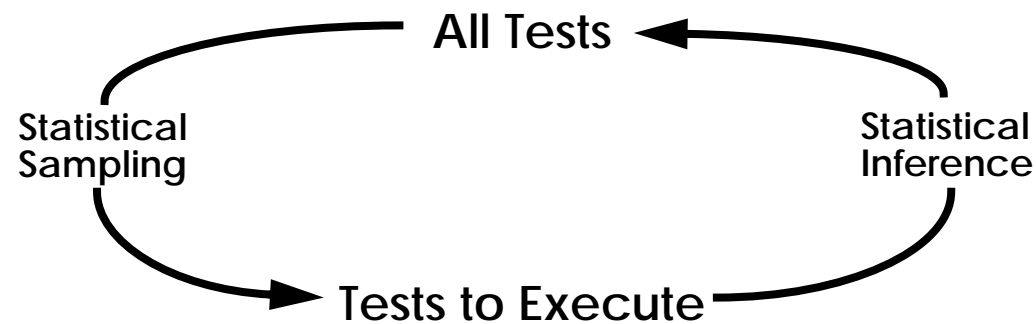 All Tests
Statistical
Sampling
Statistical
Inference
Tests to Execute